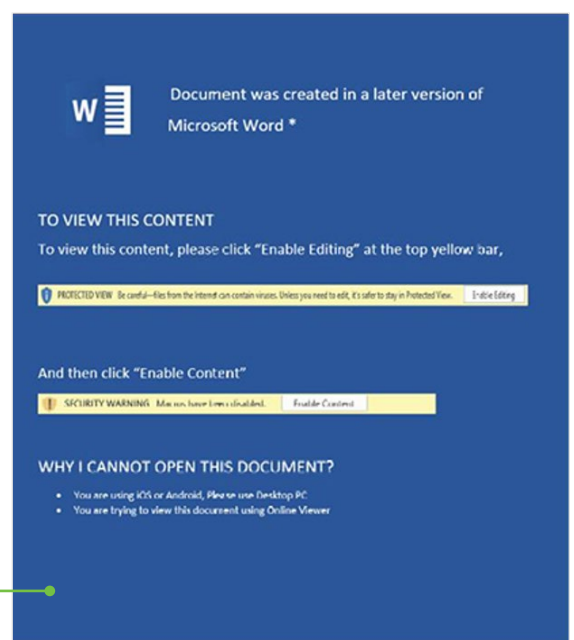 W
Document was created in a later version of
Microsoft Word *
TO VIEW THIS CONTENT
To view this content, please click “Enable Editing” at the top yellow bar,
PROTECTED VIEW Be careful—files from the Internet can contain viruses. Unless you need to edit, it's safer to stay in Protected View. Enable Editing
And then click “Enable Content”
SECURITY WARNING Macros have been disabled. Enable Content
WHY I CANNOT OPEN THIS DOCUMENT?
• You are using iOS or Android, Please use Desktop PC
• You are trying to view this document using Online Viewer